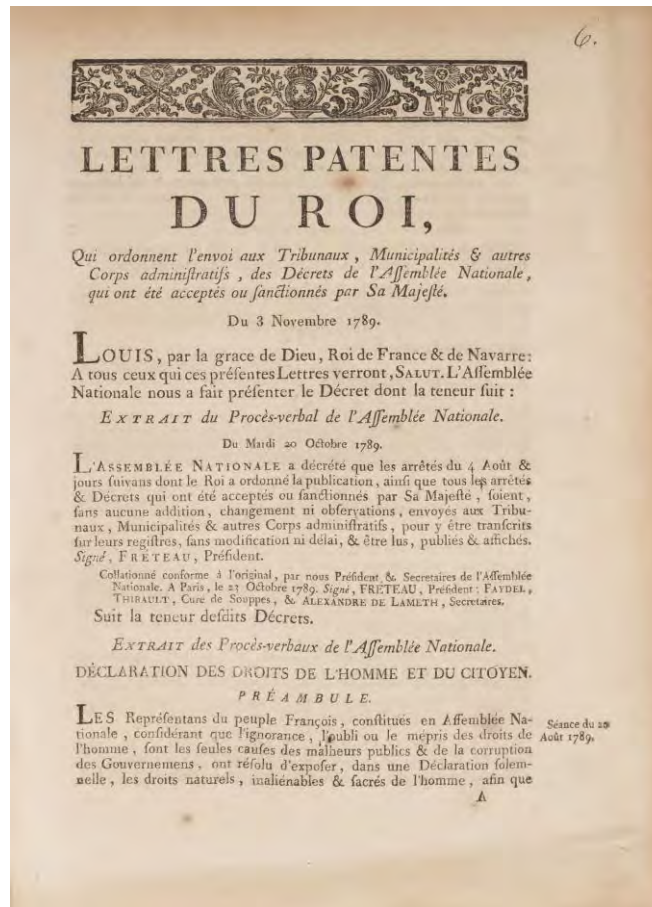 6.
LETTRES PATENTES
DU ROI,
Qui ordonnent l'envoi aux Tribunaux , Municipalités & autres
Corps adminiſtratifs , des Décrets de l'Aſſemblée Nationale ,
qui ont été acceptés ou ſanctionnés par Sa Majeſté.
Du 3 Novembre 1789.
LOUIS, par la grace de Dieu, Roi de France & de Navarre:
A tous ceux qui ces préſentes Lettres verront, SALUT. L'Aſſemblée
Nationale nous a fait préſenter le Décret dont la teneur ſuit :
EXTRAIT du Procès-verbal de l'Aſſemblée Nationale.
Du Mardi 20 Octobre 1789.
L'ASSEMBLÉE NATIONALE a décrété que les arrêtés du 4 Août &
jours ſuivans dont le Roi a ordonné la publication, ainſi que tous les arrêtés
& Décrets qui ont été acceptés ou ſanctionnés par Sa Majeſté , ſoient,
ſans aucune addition, changement ni obſervations , envoyés aux Tribu-
naux , Municipalités & autres Corps adminiſtratifs , pour y être tranſcrits
ſur leurs regiſtres, ſans modification ni délai, & être lus, publiés & affichés.
Signé, FRÉTEAU, Préſident.
Collationné conforme à l'original, par nous Préſident & Secretaires de l'Aſſemblée
Nationale. A Paris, le 27 Octobre 1789. Signé, FRÉTEAU, Préſident ; FAYDEL,
THIBAULT, Cure de Souppes, & ALEXANDRE DE LAMETH, Secretaires.
Suit la teneur deſdits Décrets.
EXTRAIT des Procès-verbaux de l'Aſſemblée Nationale.
DÉCLARATION DES DROITS DE L'HOMME ET DU CITOYEN.
PRÉAMBULE.
LES Repréſentans du peuple François, conſtitués en Aſſemblée Na-
tionale , conſidérant que l'ignorance , l'oubli ou le mépris des droits de
l'homme , ſont les ſeules cauſes des malheurs publics & de la corruption
des Gouvernemens , ont réſolu d'expoſer , dans une Déclaration ſolem-
nelle , les droits naturels , inaliénables & ſacrés de l'homme , afin que
Séance du 20
Août 1789.
A